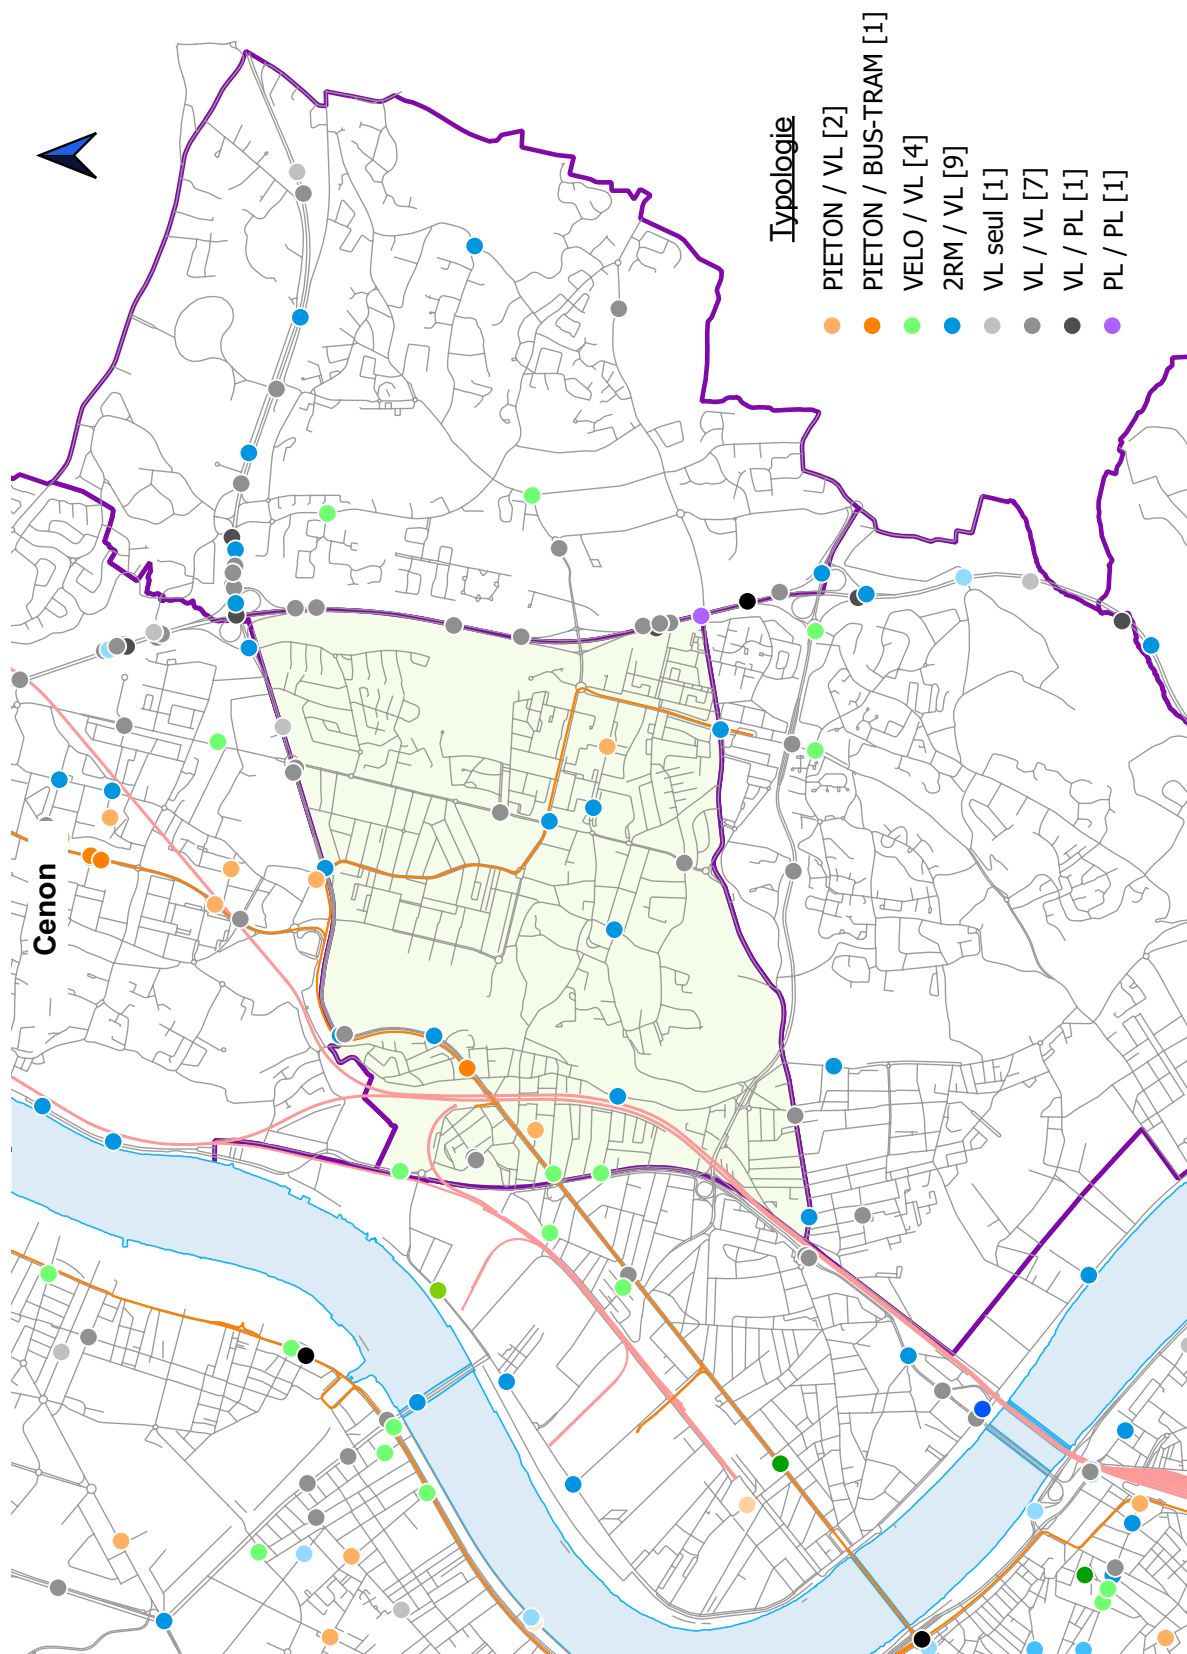 Cenon
Typologie
PIETON / VL [2]
PIETON / BUS-TRAM [1]
VELO / VL [4]
2RM / VL [9]
VL seul [1]
VL / VL [7]
VL / PL [1]
PL / PL [1]